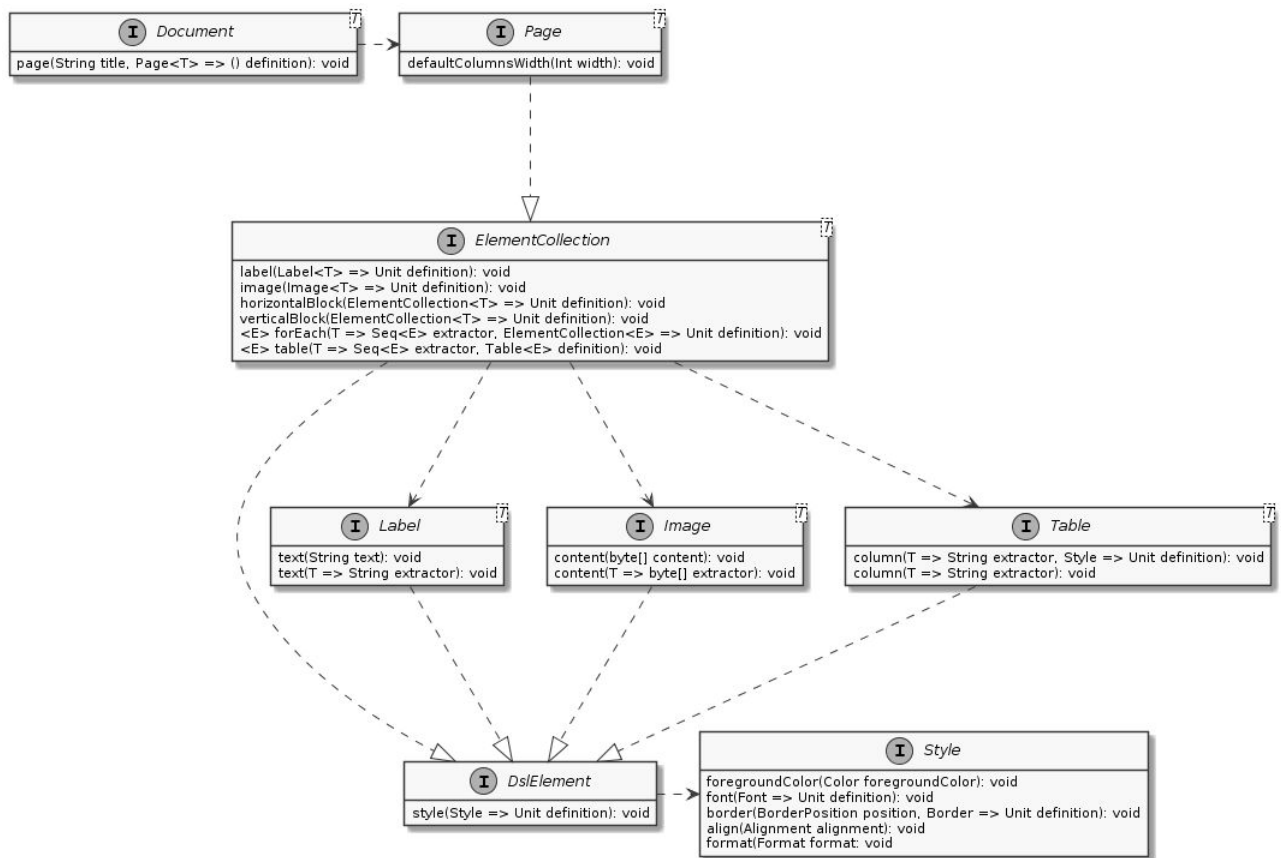 I Document T
page(String title, Page<T> => () definition): void
I Page T
defaultColumnsWidth(Int width): void
I ElementCollection T
label(Label<T> => Unit definition): void
image(Image<T> => Unit definition): void
horizontalBlock(ElementCollection<T> => Unit definition): void
verticalBlock(ElementCollection<T> => Unit definition): void
<E> forEach(T => Seq<E> extractor, ElementCollection<E> => Unit definition): void
<E> table(T => Seq<E> extractor, Table<E> definition): void
I Label T
text(String text): void
text(T => String extractor): void
I Image T
content(byte[] content): void
content(T => byte[] extractor): void
I Table T
column(T => String extractor, Style => Unit definition): void
column(T => String extractor): void
I DslElement
style(Style => Unit definition): void
I Style
foregroundColor(Color foregroundColor): void
font(Font => Unit definition): void
border(BorderPosition position, Border => Unit definition): void
align(Alignment alignment): void
format(Format format: void